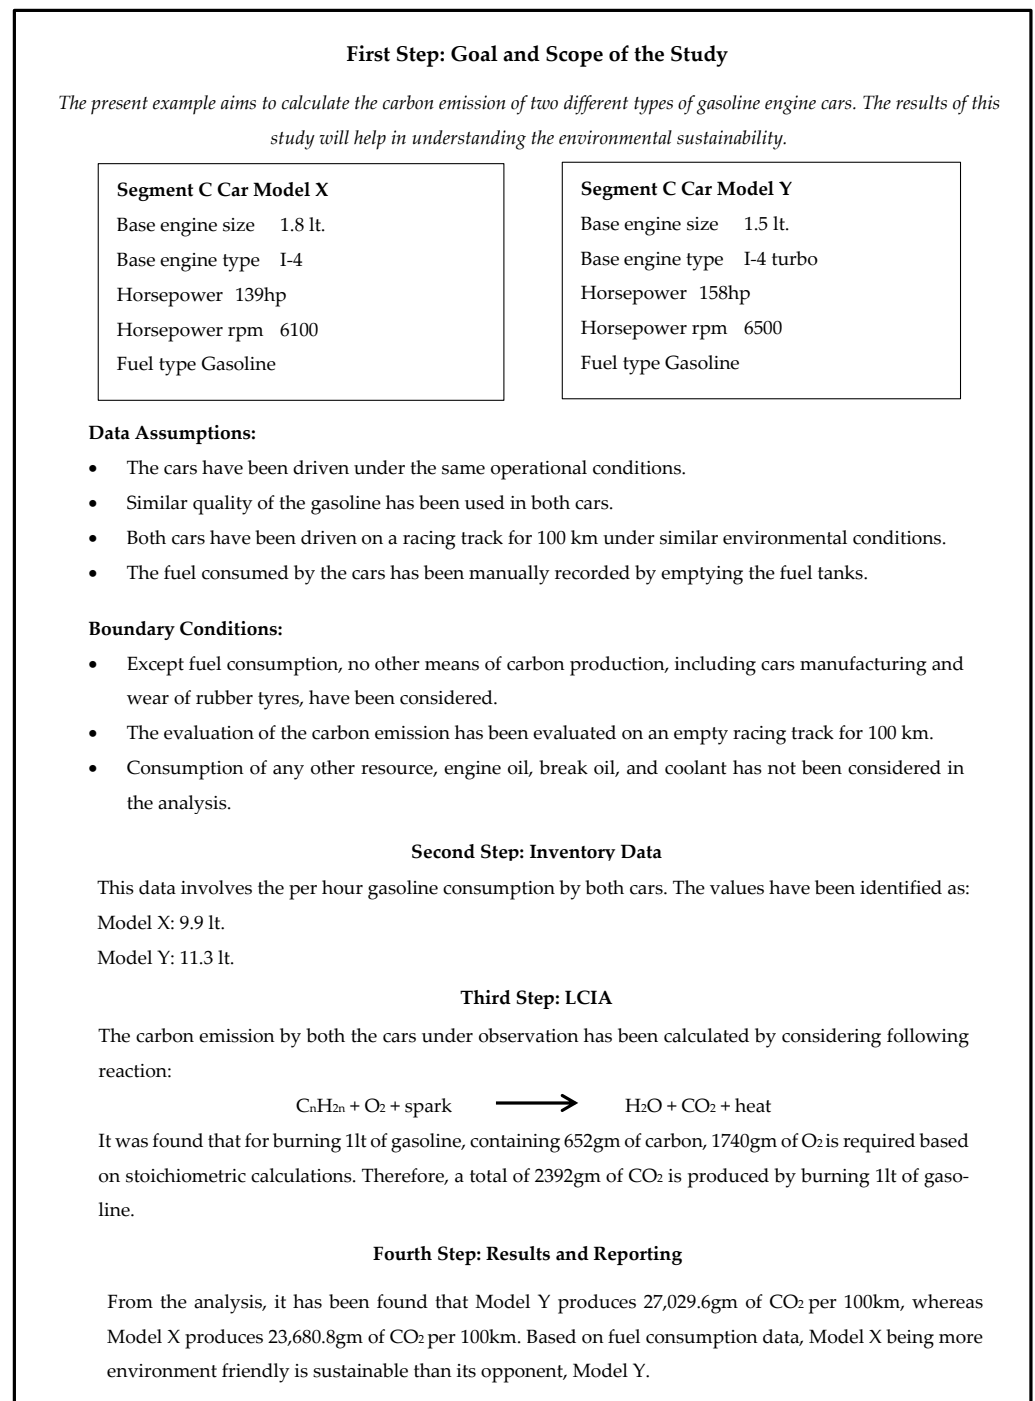 First Step: Goal and Scope of the Study
The present example aims to calculate the carbon emission of two different types of gasoline engine cars. The results of this
study will help in understanding the environmental sustainability.
Segment C Car Model X
Base engine size 1.8 lt.
Base engine type I-4
Horsepower 139hp
Horsepower rpm 6100
Fuel type Gasoline
Segment C Car Model Y
Base engine size 1.5 lt.
Base engine type I-4 turbo
Horsepower 158hp
Horsepower rpm 6500
Fuel type Gasoline
Data Assumptions:
• The cars have been driven under the same operational conditions.
• Similar quality of the gasoline has been used in both cars.
• Both cars have been driven on a racing track for 100 km under similar environmental conditions.
• The fuel consumed by the cars has been manually recorded by emptying the fuel tanks.
Boundary Conditions:
• Except fuel consumption, no other means of carbon production, including cars manufacturing and
wear of rubber tyres, have been considered.
• The evaluation of the carbon emission has been evaluated on an empty racing track for 100 km.
• Consumption of any other resource, engine oil, break oil, and coolant has not been considered in
the analysis.
Second Step: Inventory Data
This data involves the per hour gasoline consumption by both cars. The values have been identified as:
Model X: 9.9 lt.
Model Y: 11.3 lt.
Third Step: LCIA
The carbon emission by both the cars under observation has been calculated by considering following
reaction:
CₙH₂ₙ + O₂ + spark ⟶ H₂O + CO₂ + heat
It was found that for burning 1lt of gasoline, containing 652gm of carbon, 1740gm of O₂ is required based
on stoichiometric calculations. Therefore, a total of 2392gm of CO₂ is produced by burning 1lt of gaso-
line.
Fourth Step: Results and Reporting
From the analysis, it has been found that Model Y produces 27,029.6gm of CO₂ per 100km, whereas
Model X produces 23,680.8gm of CO₂ per 100km. Based on fuel consumption data, Model X being more
environment friendly is sustainable than its opponent, Model Y.